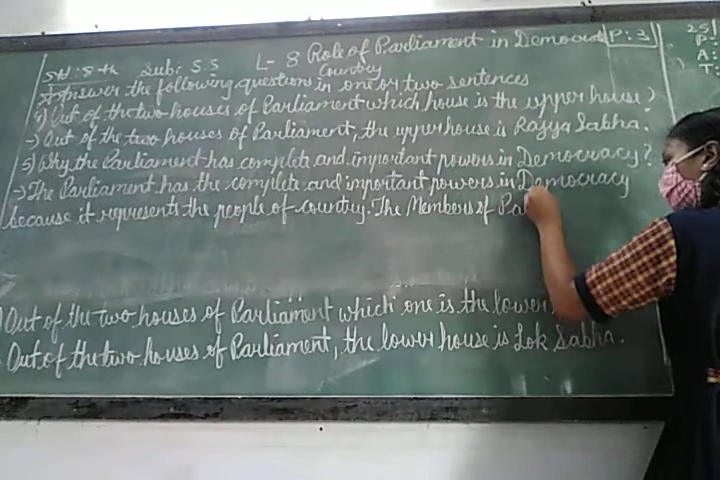 Std: 8th Sub: S.S L-8 Role of Parliament in Democra P:3
Country
Answer the following questions in one or two sentences
4) Out of the two houses of Parliament which house is the upper house?
→) Out of the two houses of Parliament, the upper house is Rajya Sabha.
5) Why the Parliament has complete and important powers in Democracy?
→) The Parliament has the complete and important powers in Democracy
because it represents the people of country. The Members of Pa
Out of the two houses of Parliament which one is the lower
Out of the two houses of Parliament, the lower house is Lok Sabha.
25
P:
A:
T: